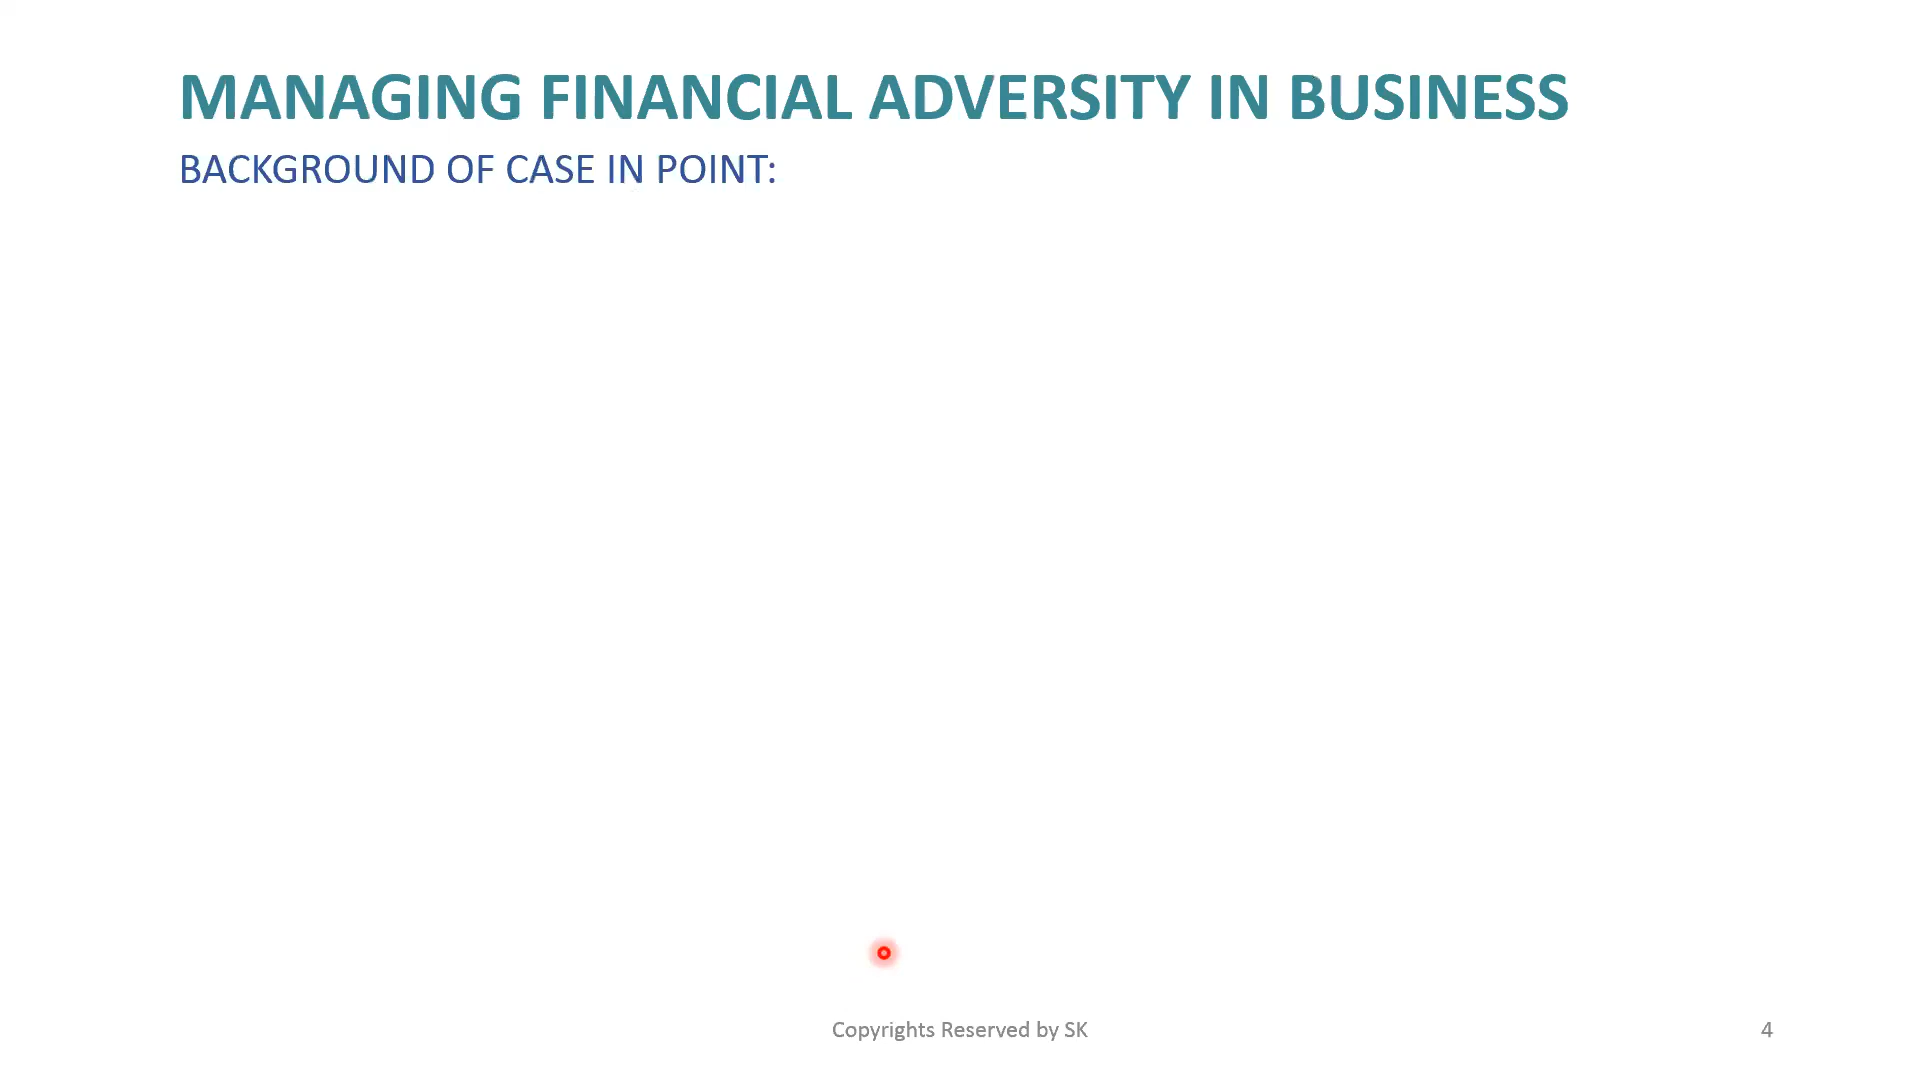 MANAGING FINANCIAL ADVERSITY IN BUSINESS
BACKGROUND OF CASE IN POINT:
Copyrights Reserved by SK
4